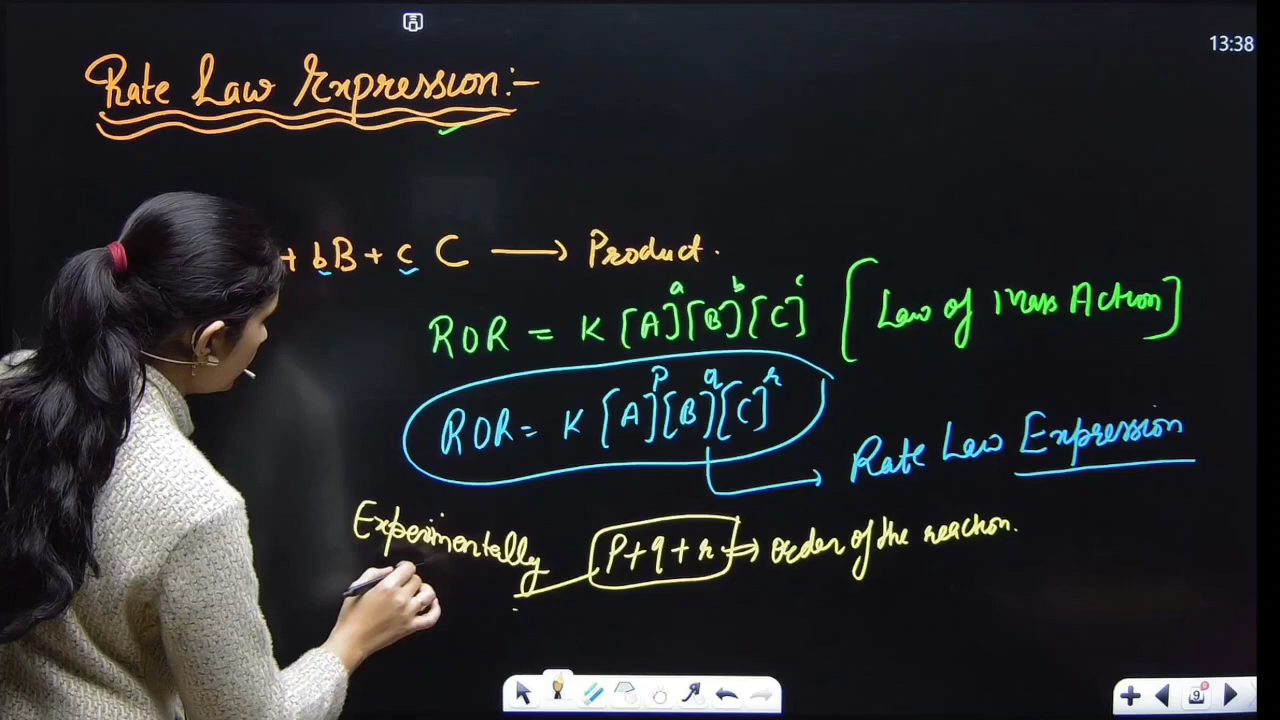 13:38
Rate Law Expression:-
+ bB + c C ⟶ Product.
ROR = K [A]ᵃ [B]ᵇ [C]ᶜ [Law of Mass Action]
ROR = K [A]ᵖ [B]^q [C]ʳ
Rate Law Expression
Experimentally p+q+r ⇒ order of the reaction.
9